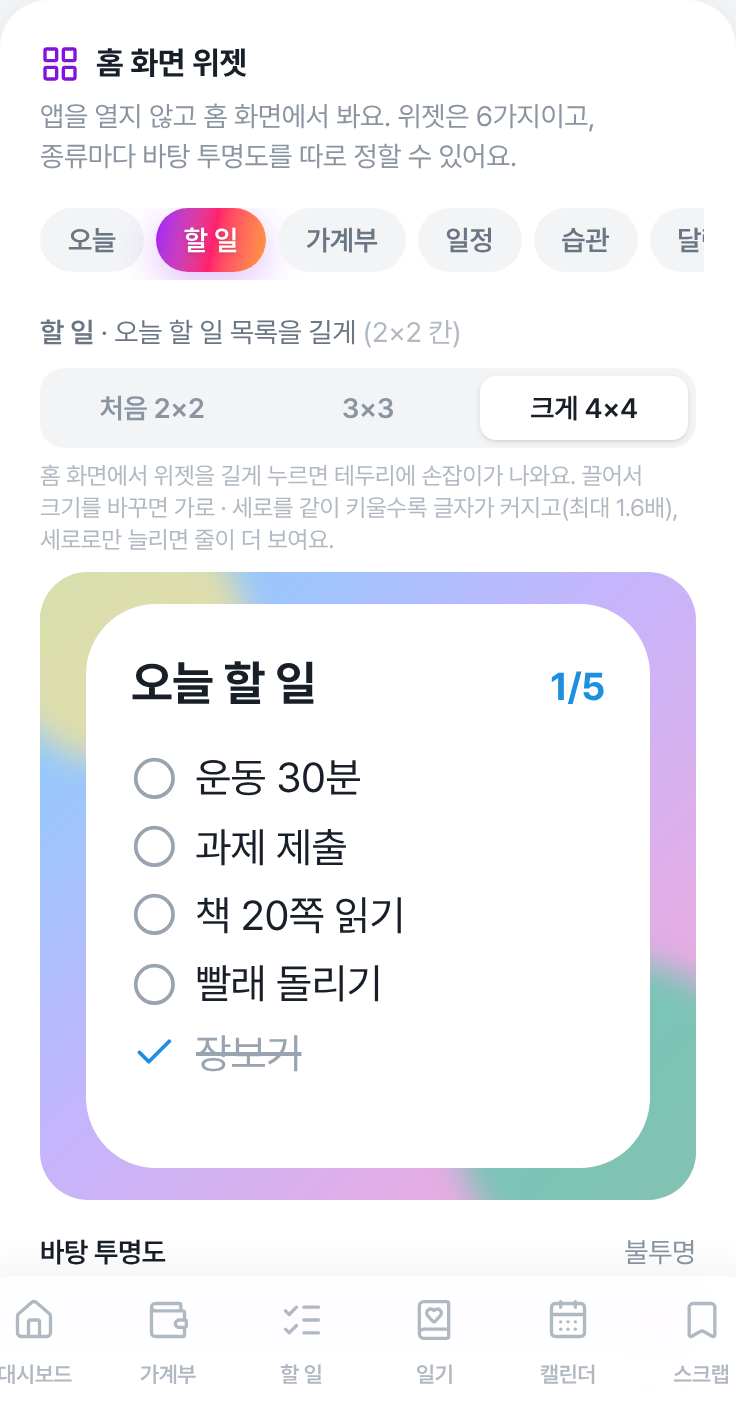 홈 화면 위젯
앱을 열지 않고 홈 화면에서 봐요. 위젯은 6가지이고,
종류마다 바탕 투명도를 따로 정할 수 있어요.
오늘 할 일 가계부 일정 습관
할 일 · 오늘 할 일 목록을 길게 (2×2 칸)
처음 2×2 3×3 크게 4×4
홈 화면에서 위젯을 길게 누르면 테두리에 손잡이가 나와요. 끌어서
크기를 바꾸면 가로 · 세로를 같이 키울수록 글자가 커지고(최대 1.6배),
세로로만 늘리면 줄이 더 보여요.
오늘 할 일 1/5
운동 30분
과제 제출
책 20쪽 읽기
빨래 돌리기
장보기
바탕 투명도 불투명
대시보드 가계부 할 일 일기 캘린더 스크랩